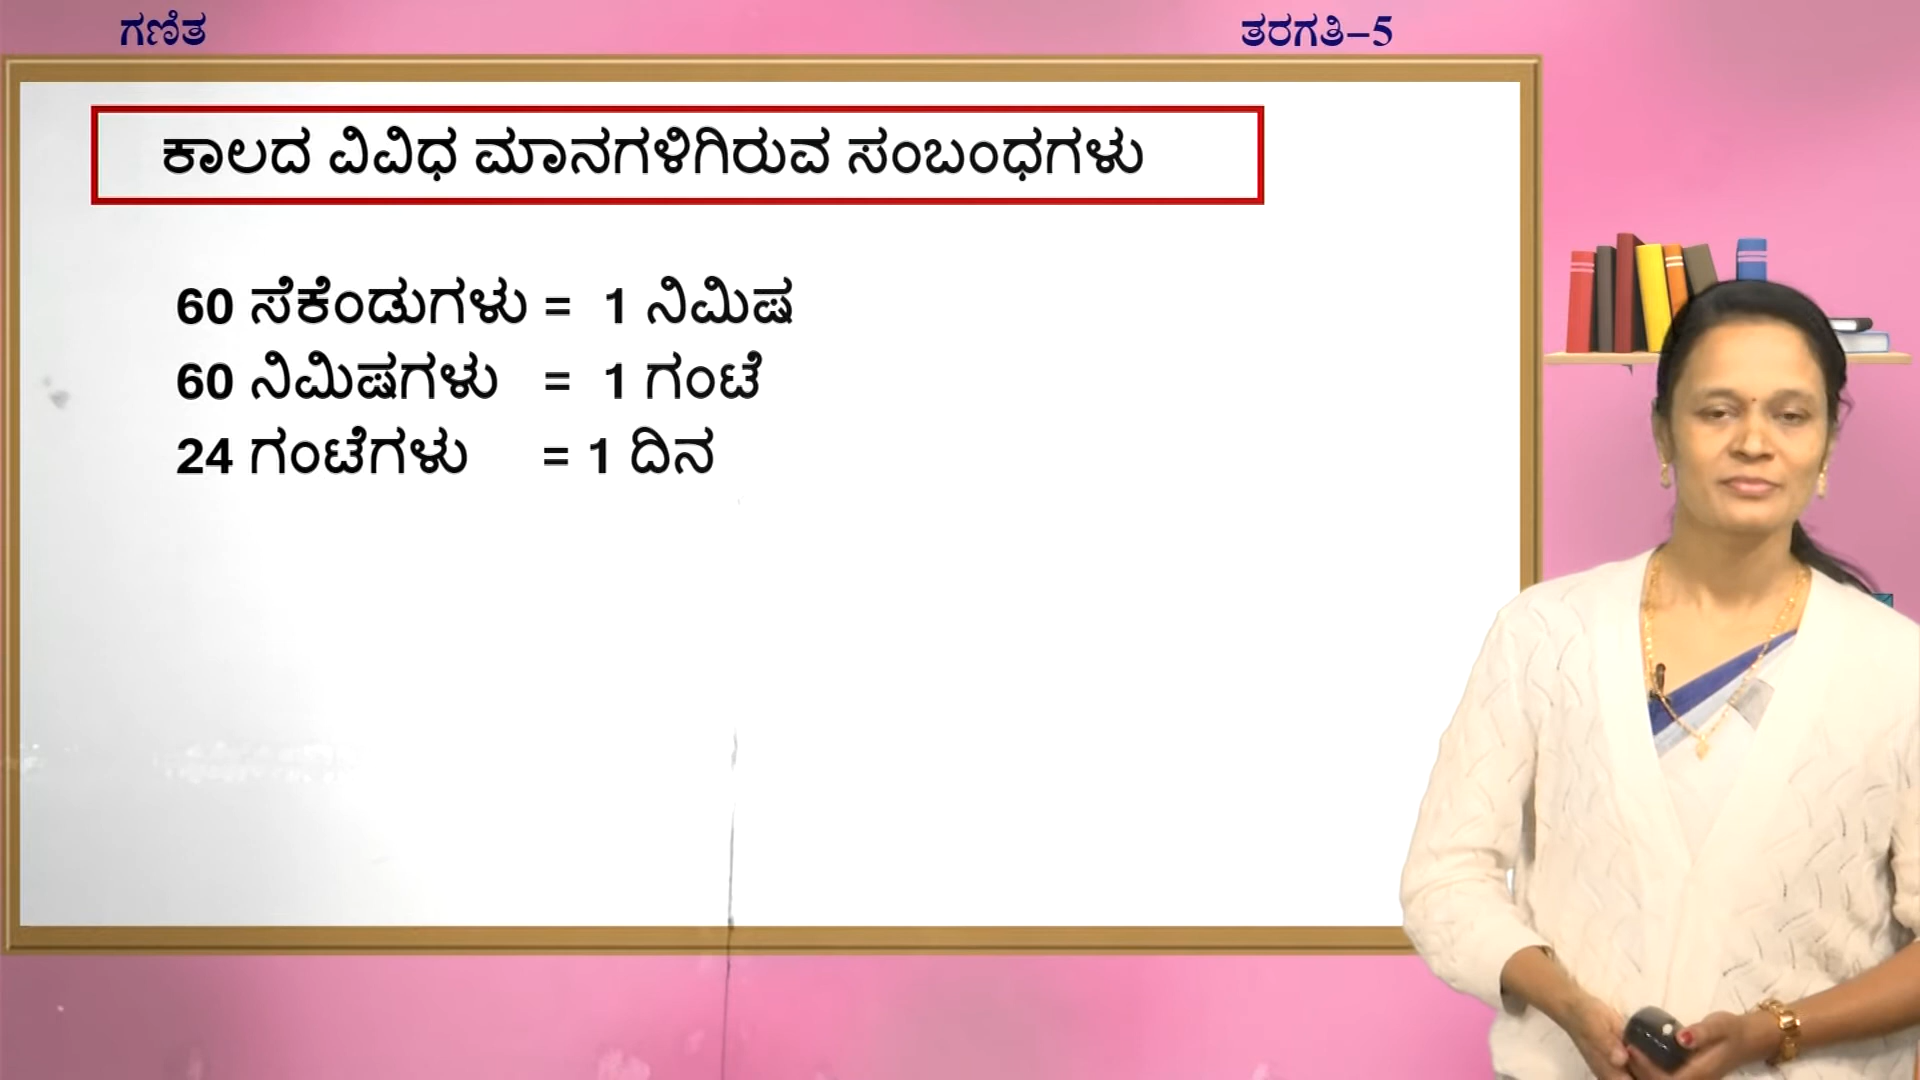 ಗಣಿತ ತರಗತಿ–5
ಕಾಲದ ವಿವಿಧ ಮಾನಗಳಿಗಿರುವ ಸಂಬಂಧಗಳು
60 ಸೆಕೆಂಡುಗಳು = 1 ನಿಮಿಷ
60 ನಿಮಿಷಗಳು = 1 ಗಂಟೆ
24 ಗಂಟೆಗಳು = 1 ದಿನ